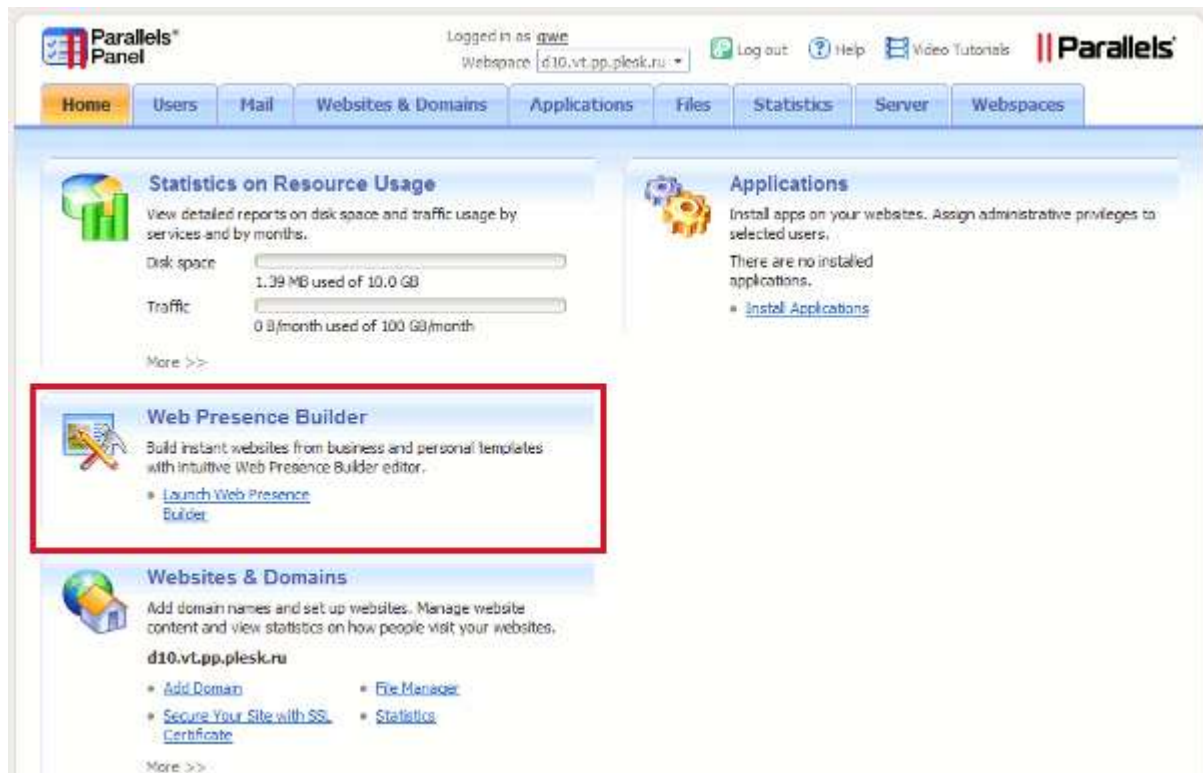 Parallels®
Panel
Logged in as qwe
Webspace d10.vt.pp.plesk.ru
Log out Help Video Tutorials
Parallels®
Home Users Mail Websites & Domains Applications Files Statistics Server Webspaces
Statistics on Resource Usage
View detailed reports on disk space and traffic usage by
services and by months.
Disk space
1.39 MB used of 10.0 GB
Traffic
0 B/month used of 100 GB/month
More >>
Applications
Install apps on your websites. Assign administrative privileges to
selected users.
There are no installed
applications.
Install Applications
Web Presence Builder
Build instant websites from business and personal templates
with intuitive Web Presence Builder editor.
Launch Web Presence
Builder
Websites & Domains
Add domain names and set up websites. Manage website
content and view statistics on how people visit your websites.
d10.vt.pp.plesk.ru
Add Domain
File Manager
Secure Your Site with SSL
Certificate
Statistics
More >>